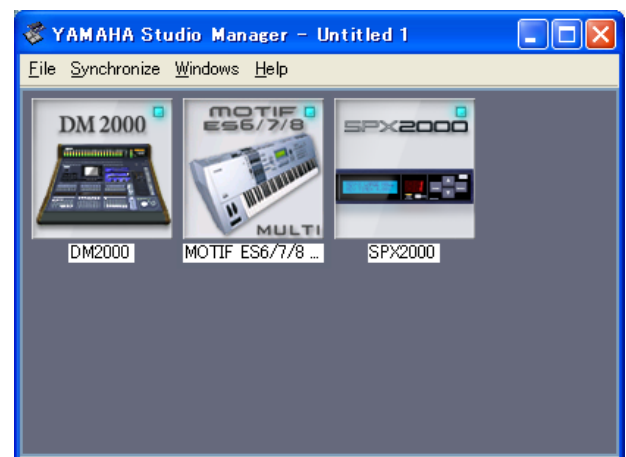 YAMAHA Studio Manager - Untitled 1
File Synchronize Windows Help
DM 2000
MOTIF
ES6/7/8
MULTI
SPX2000
DM2000
MOTIF ES6/7/8 ...
SPX2000